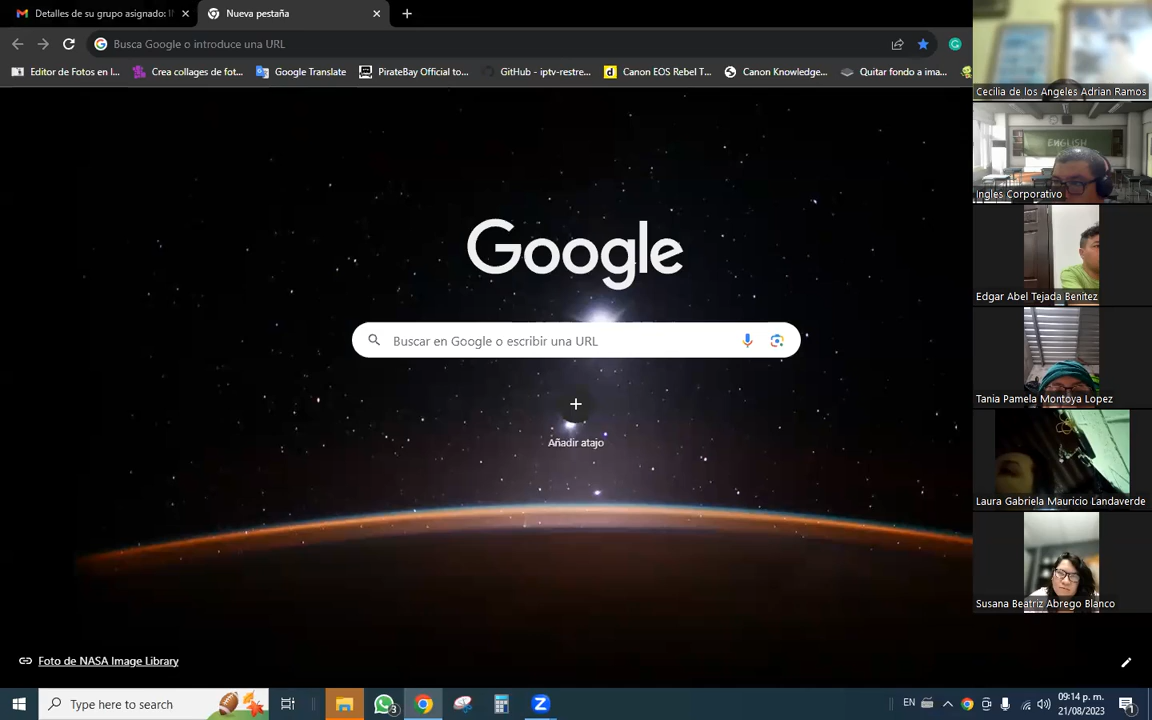 Detalles de su grupo asignado: 1
Nueva pestaña
Busca Google o introduce una URL
Editor de Fotos en l...
Crea collages de fot...
Google Translate
PirateBay Official to...
GitHub - iptv-restre...
Canon EOS Rebel T...
Canon Knowledge...
Quitar fondo a ima...
Google
Buscar en Google o escribir una URL
Añadir atajo
Foto de NASA Image Library
Cecilia de los Angeles Adrian Ramos
ENGLISH
Ingles Corporativo
Edgar Abel Tejada Benitez
Tania Pamela Montoya Lopez
Laura Gabriela Mauricio Landaverde
Susana Beatriz Abrego Blanco
Type here to search
3
EN
09:14 p. m.
21/08/2023
1